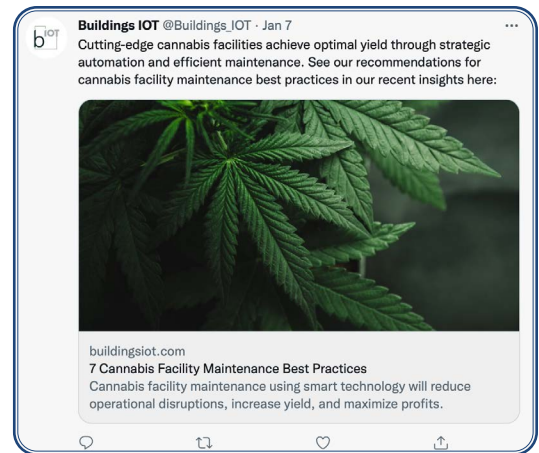 bIOT
Buildings IOT @Buildings_IOT · Jan 7
Cutting-edge cannabis facilities achieve optimal yield through strategic
automation and efficient maintenance. See our recommendations for
cannabis facility maintenance best practices in our recent insights here:
buildingsiot.com
7 Cannabis Facility Maintenance Best Practices
Cannabis facility maintenance using smart technology will reduce
operational disruptions, increase yield, and maximize profits.